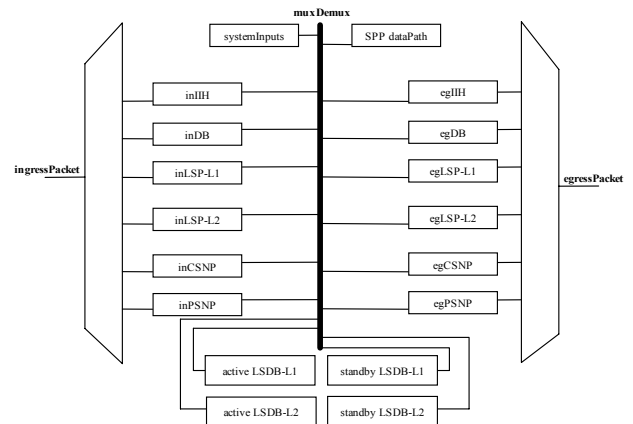 muxDemux
systemInputs
SPP dataPath
inIIH
egIIH
inDB
egDB
ingressPacket
inLSP-L1
egLSP-L1
egressPacket
inLSP-L2
egLSP-L2
inCSNP
egCSNP
inPSNP
egPSNP
active LSDB-L1
standby LSDB-L1
active LSDB-L2
standby LSDB-L2